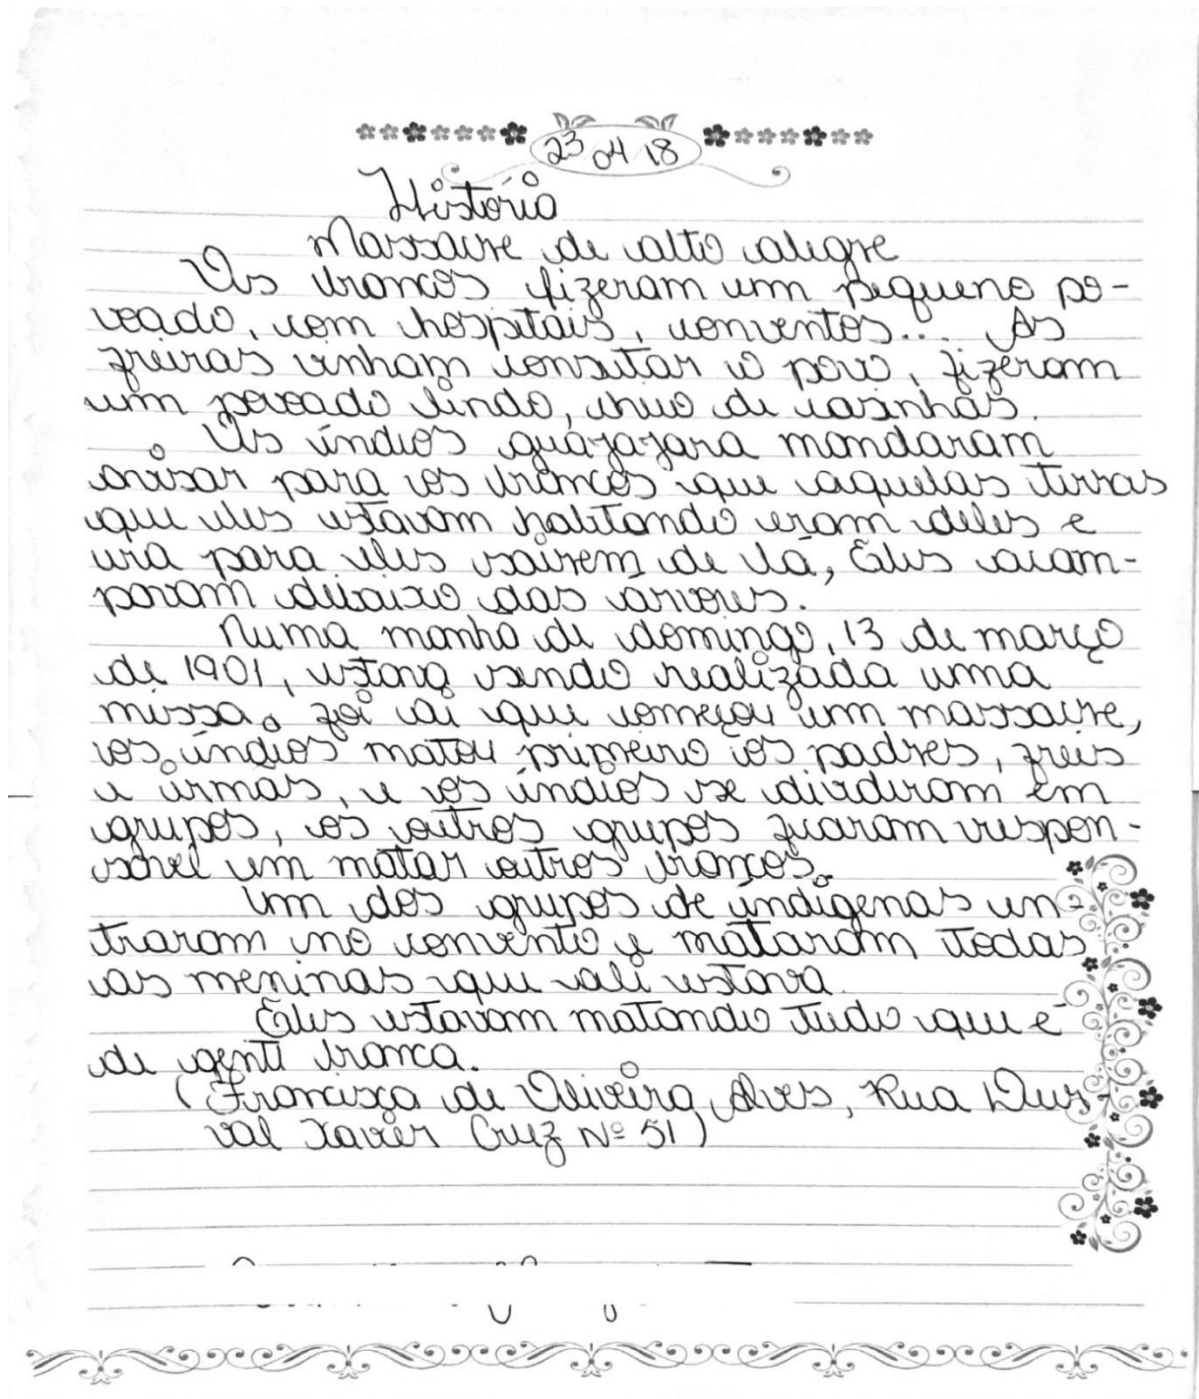 23 04 18
História
Massacre de alto alegre
Os brancos fizeram um pequeno po-
voado, com hospitais, conventos... As
freiras vinham consutar o povo, fizeram
um povoado lindo, cheio de casinhas.
Os índios guajajara mandaram
avisar para os brancos que aquelas terras
que eles estavam habitando eram deles e
era para eles saírem de lá, Eles acam-
param debaixo das arvores.
Numa manhã de domingo, 13 de março
de 1901, estava sendo realizada uma
missa. foi ai que começou um massacre,
os índios matou primeiro os padres, freis
e irmãs, e os índios se dividiram em
grupos, os outros grupos ficaram respon-
savel em matar outros brancos.
Um dos grupos de indígenas en-
traram no convento e mataram todas
as meninas que ali estava.
Eles estavam matando tudo que é
de gente branca.
(Francisca de Oliveira Alves, Rua Deus-
val Xavier Cruz Nº 51)